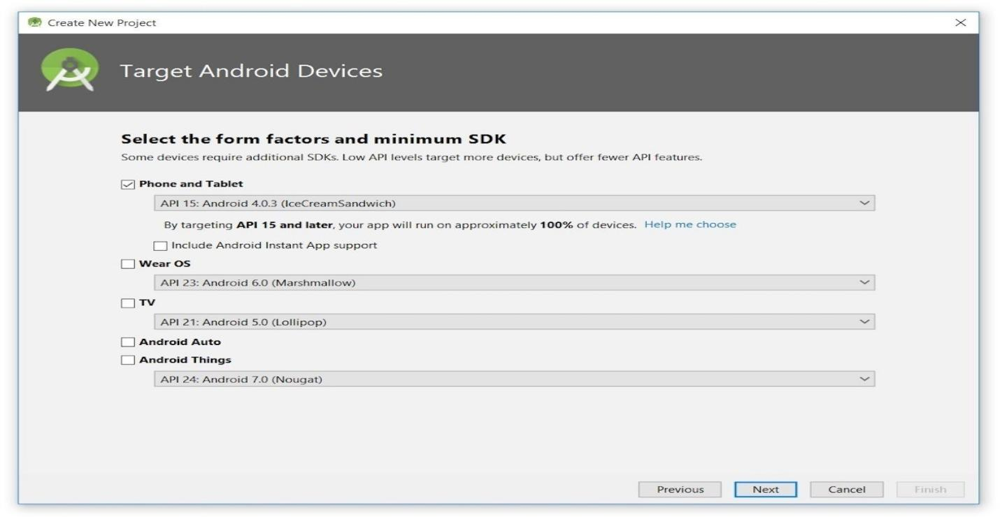 Create New Project
Target Android Devices
Select the form factors and minimum SDK
Some devices require additional SDKs. Low API levels target more devices, but offer fewer API features.
Phone and Tablet
API 15: Android 4.0.3 (IceCreamSandwich)
By targeting API 15 and later, your app will run on approximately 100% of devices. Help me choose
Include Android Instant App support
Wear OS
API 23: Android 6.0 (Marshmallow)
TV
API 21: Android 5.0 (Lollipop)
Android Auto
Android Things
API 24: Android 7.0 (Nougat)
Previous Next Cancel Finish